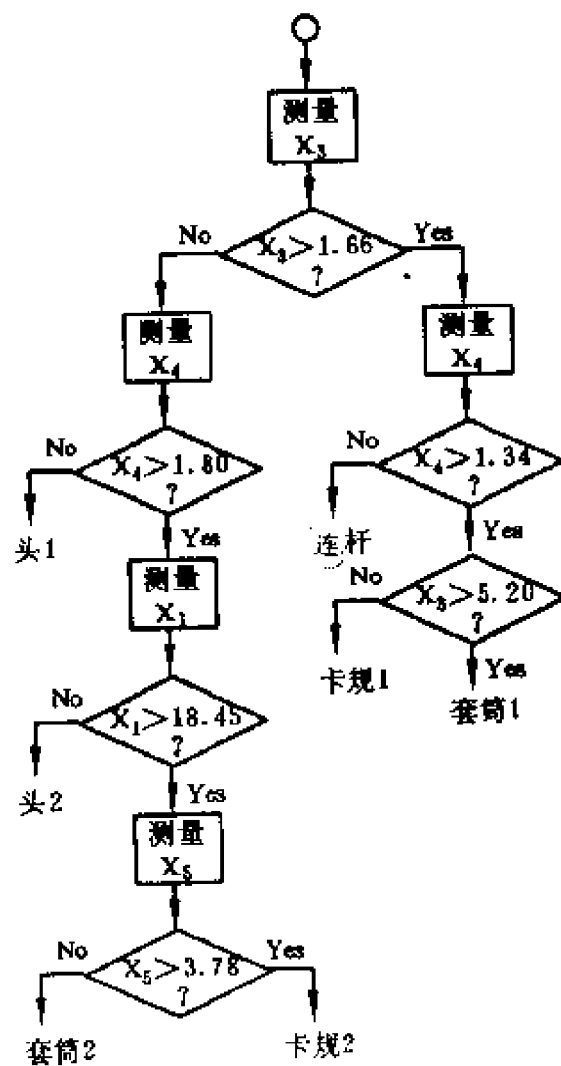 测量
X₃
X₃>1.66
?
No
Yes
测量
X₄
测量
X₄
X₄>1.80
?
No
Yes
头1
X₄>1.34
?
No
Yes
连杆
测量
X₁
X₃>5.20
?
No
Yes
卡规1
套筒1
X₁>18.45
?
No
Yes
头2
测量
X₅
X₅>3.78
?
No
Yes
套筒2
卡规2